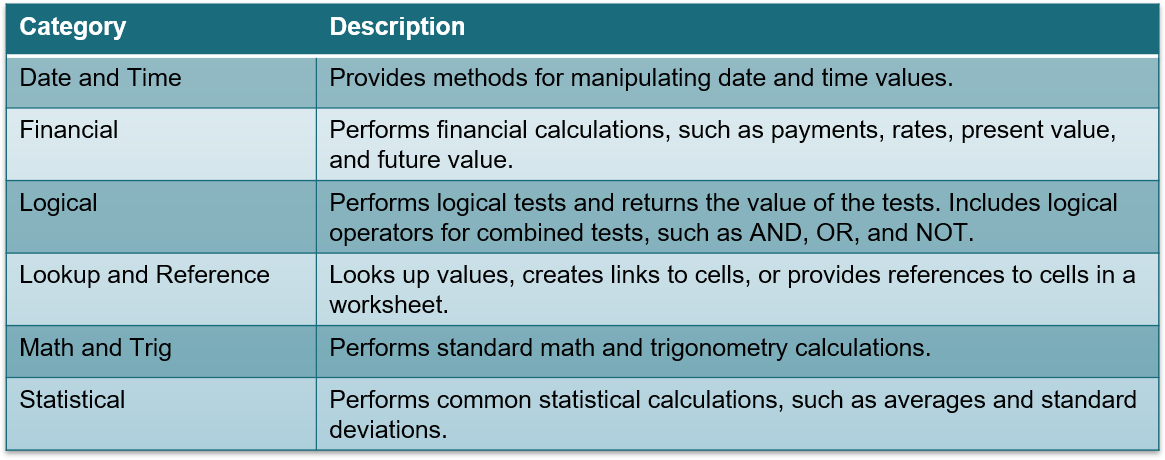 Category Description
Date and Time Provides methods for manipulating date and time values.
Financial Performs financial calculations, such as payments, rates, present value,
and future value.
Logical Performs logical tests and returns the value of the tests. Includes logical
operators for combined tests, such as AND, OR, and NOT.
Lookup and Reference Looks up values, creates links to cells, or provides references to cells in a
worksheet.
Math and Trig Performs standard math and trigonometry calculations.
Statistical Performs common statistical calculations, such as averages and standard
deviations.